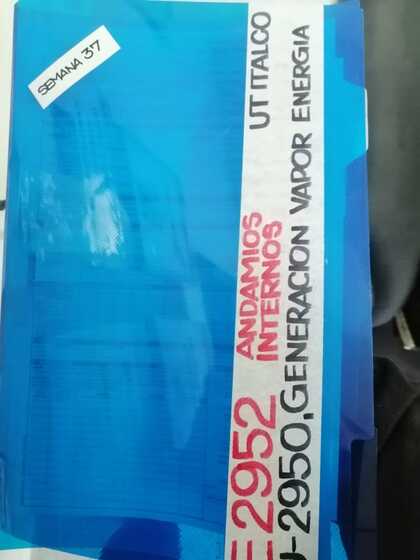 SEMANA 37
UT ITALCO
ANDAMIOS
INTERNOS
E 2952
-2950, GENERACION VAPOR ENERGIA